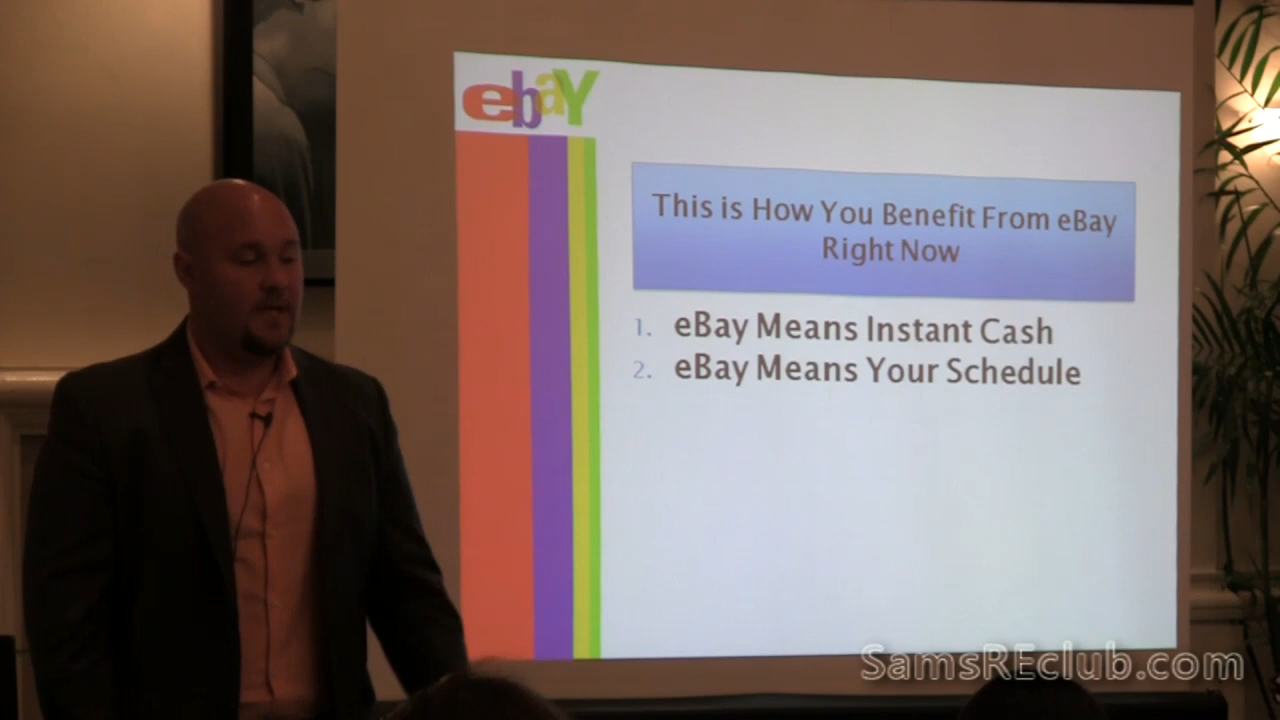 ebay
This is How You Benefit From eBay
Right Now
1. eBay Means Instant Cash
2. eBay Means Your Schedule
SamsREclub.com